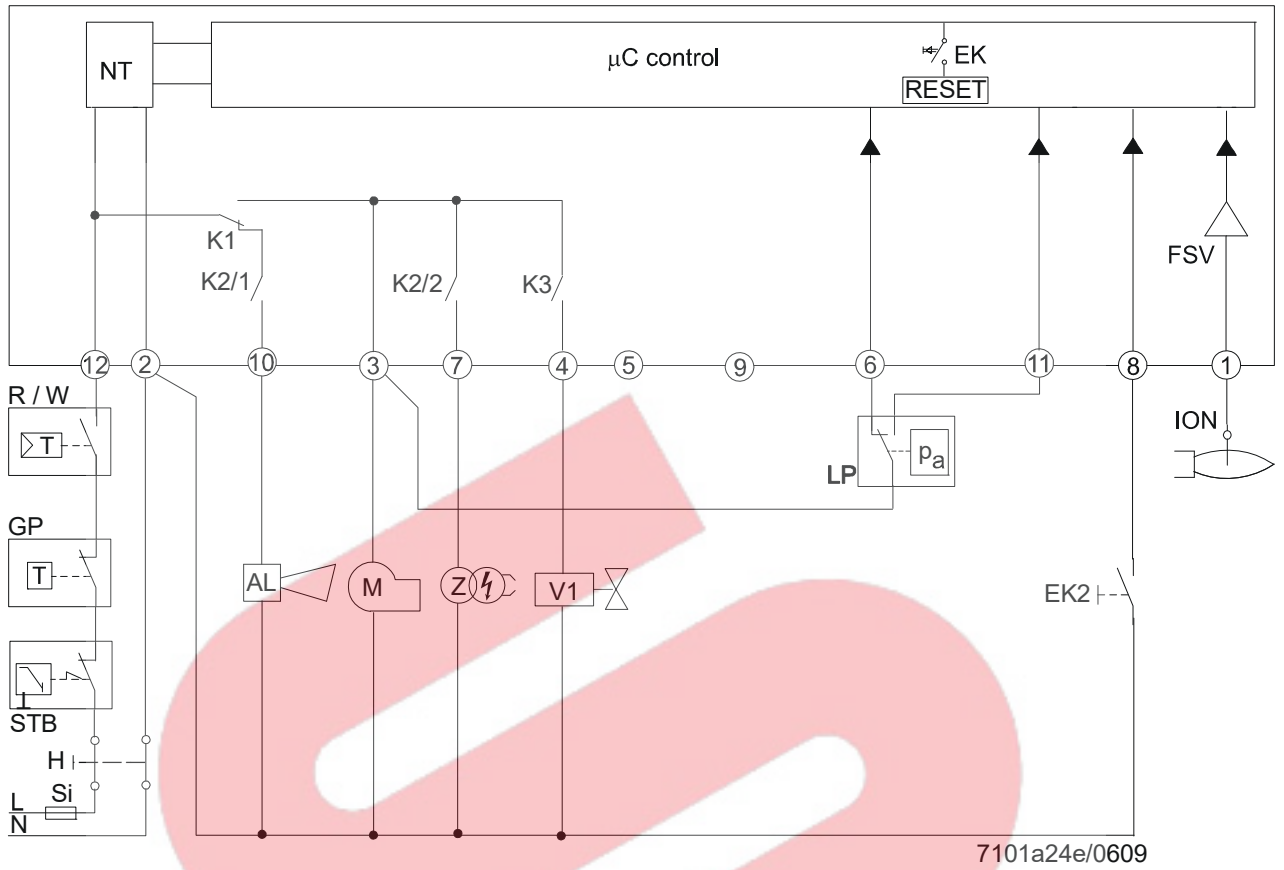 NT
μC control
EK
RESET
K1
K2/1
K2/2
K3
FSV
12
2
10
3
7
4
5
9
6
11
8
1
R / W
T
LP
pa
ION
GP
T
AL
M
Z
V1
EK2
STB
H
Si
L
N
7101a24e/0609